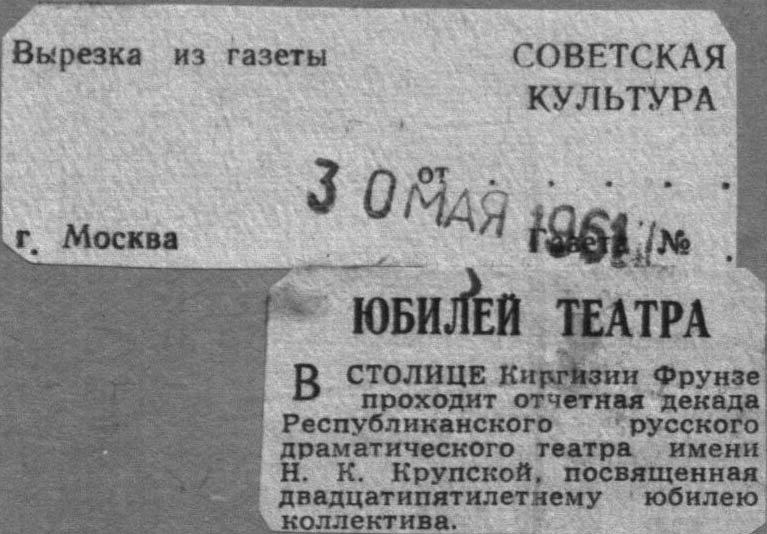 Вырезка из газеты
СОВЕТСКАЯ
КУЛЬТУРА
от . . . . .
30 МАЯ 1961
г. Москва
Газета №  .
ЮБИЛЕЙ ТЕАТРА
В СТОЛИЦЕ Киргизии Фрунзе
проходит отчетная декада
Республиканского русского
драматического театра имени
Н. К. Крупской, посвященная
двадцатипятилетнему юбилею
коллектива.